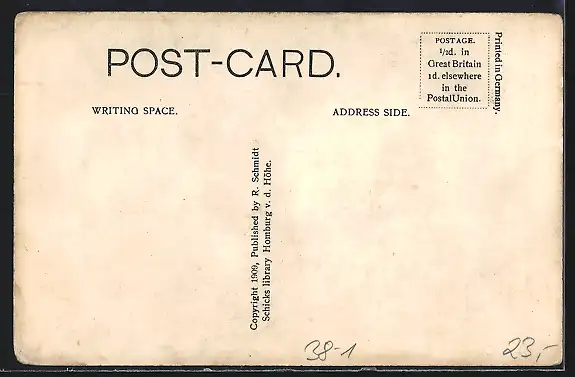 POST-CARD.
WRITING SPACE.
ADDRESS SIDE.
POSTAGE.
½d. in
Great Britain
1d. elsewhere
in the
PostalUnion.
Printed in Germany.
Copyright 1909, Published by R. Schmidt
Schicks library Homburg v. d. Höhe.
38-1
23,-